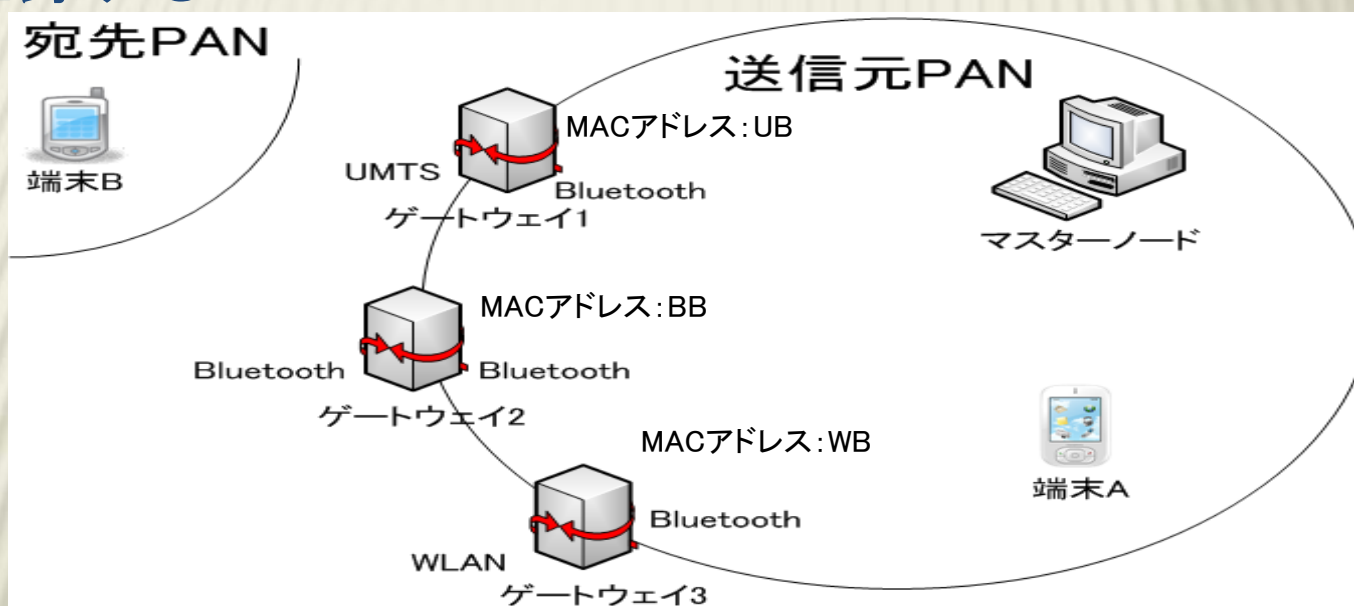 宛先PAN
送信元PAN
MACアドレス:UB
UMTS
Bluetooth
端末B
ゲートウェイ1
マスターノード
MACアドレス:BB
Bluetooth
Bluetooth
ゲートウェイ2
MACアドレス:WB
端末A
Bluetooth
WLAN
ゲートウェイ3